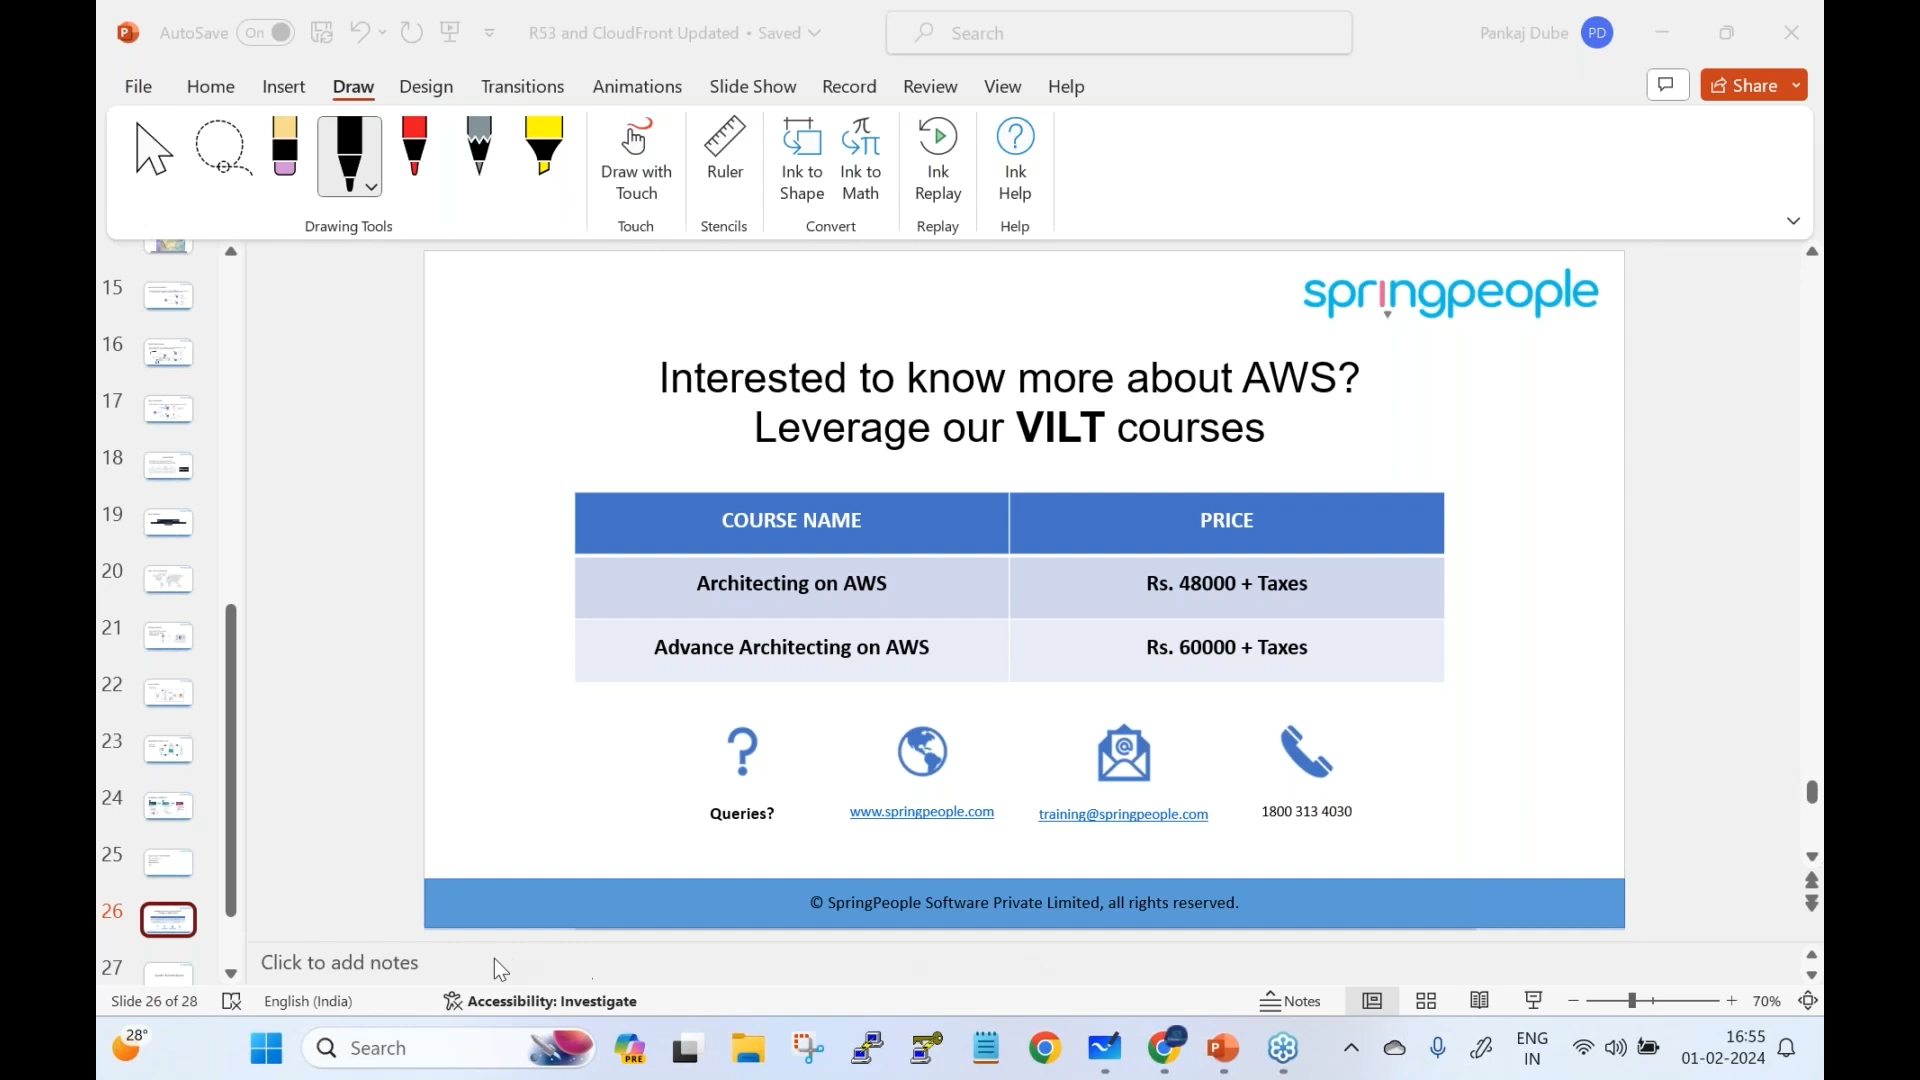 AutoSave On R53 and CloudFront Updated • Saved Search Pankaj Dube PD
File Home Insert Draw Design Transitions Animations Slide Show Record Review View Help Share
Draw with Touch
Ruler
Ink to Shape
Ink to Math
Ink Replay
Ink Help
Drawing Tools Touch Stencils Convert Replay Help
15
16
17
18
19
20
21
22
23
24
25
26
27
springpeople
Interested to know more about AWS?
Leverage our VILT courses
COURSE NAME PRICE
Architecting on AWS Rs. 48000 + Taxes
Advance Architecting on AWS Rs. 60000 + Taxes
Queries? www.springpeople.com training@springpeople.com 1800 313 4030
© SpringPeople Software Private Limited, all rights reserved.
Click to add notes
Slide 26 of 28 English (India) Accessibility: Investigate Notes 70%
28° Search PRE ENG IN 16:55 01-02-2024